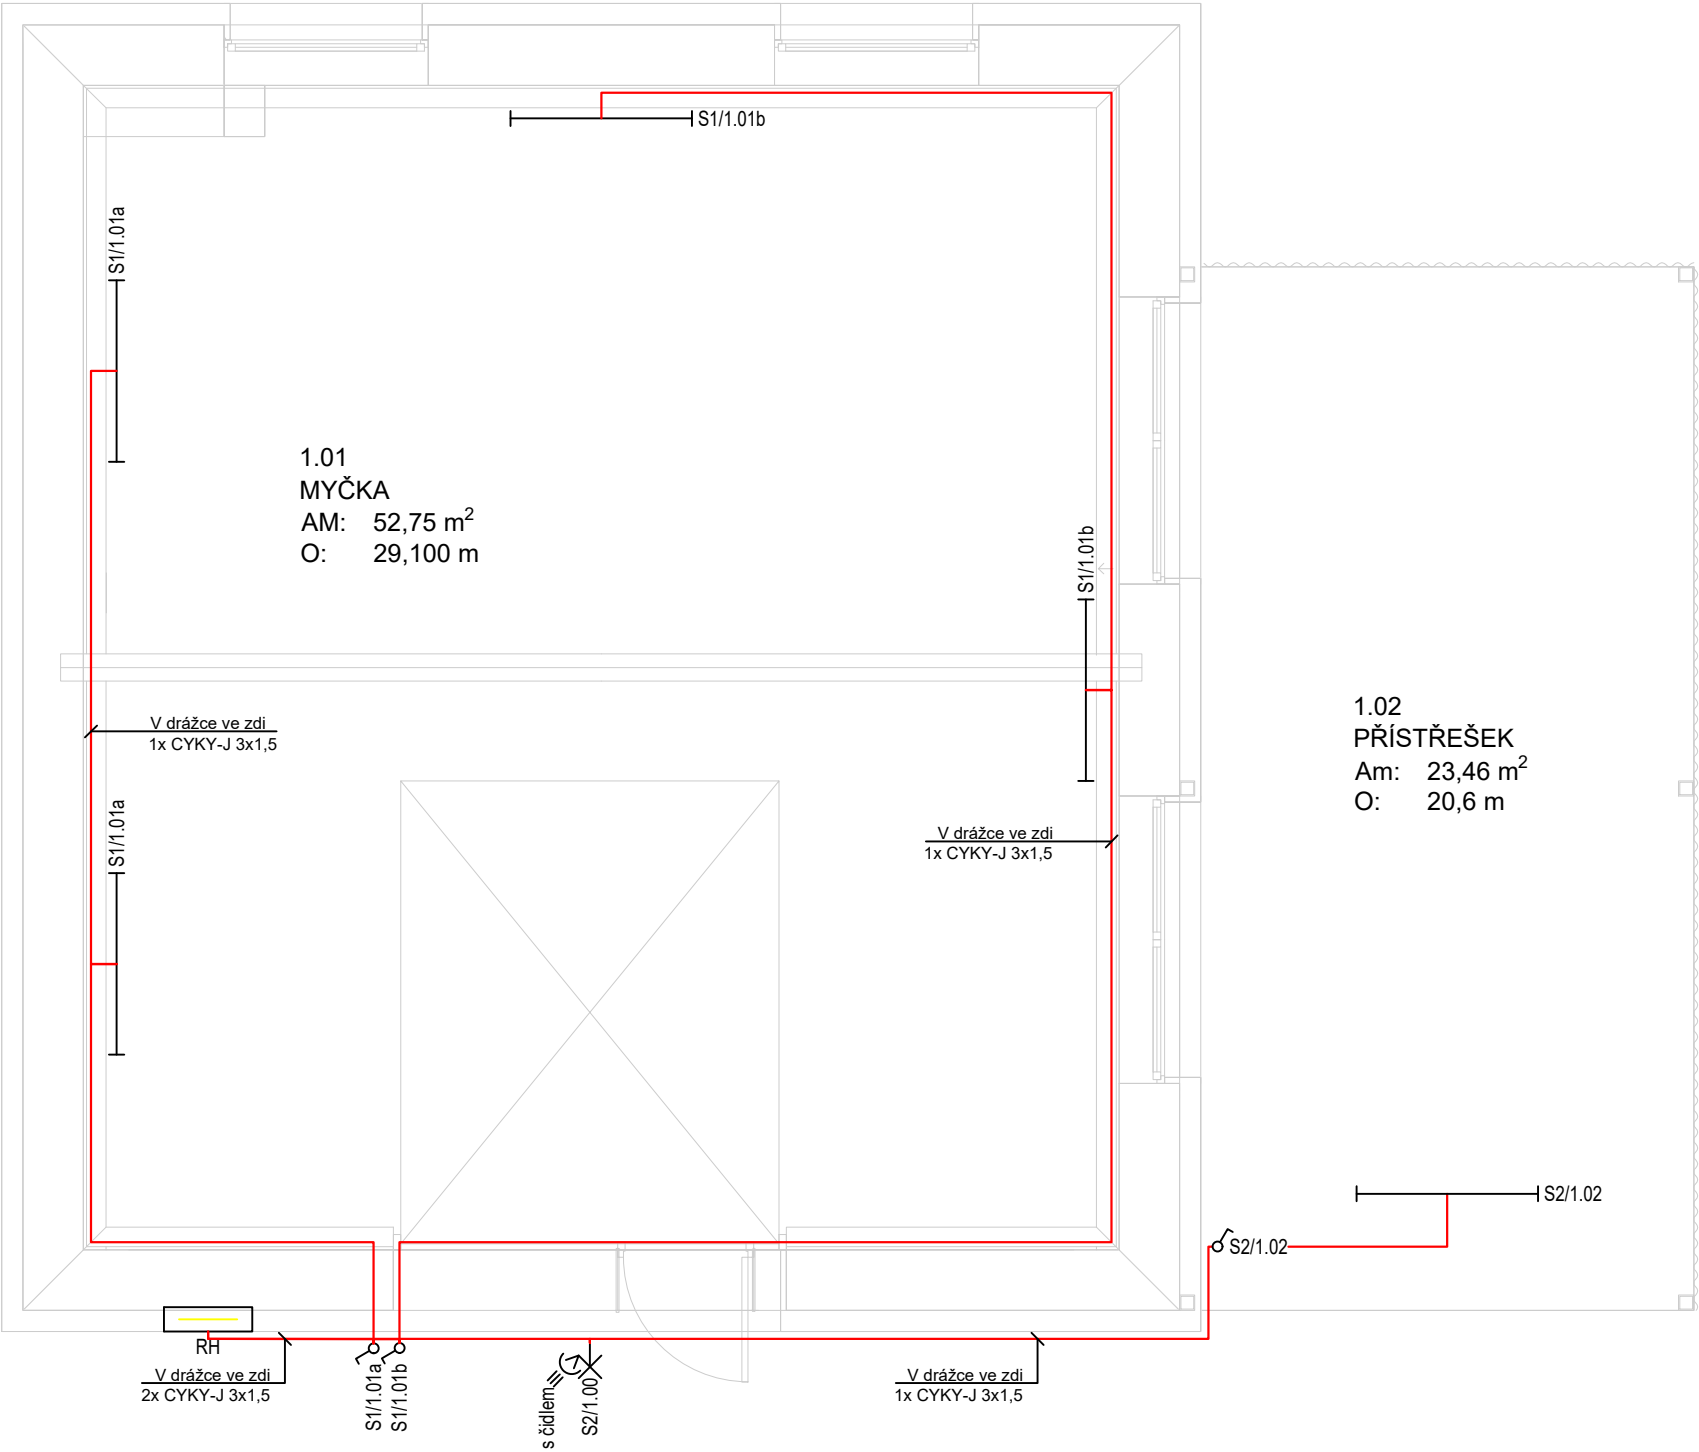 S1/1.01b
S1/1.01a
1.01
MYČKA
AM: 52,75 m²
O: 29,100 m
S1/1.01b
1.02
PŘÍSTŘEŠEK
Am: 23,46 m²
O: 20,6 m
V drážce ve zdi
1x CYKY-J 3x1,5
S1/1.01a
V drážce ve zdi
1x CYKY-J 3x1,5
S2/1.02
S2/1.02
RH
V drážce ve zdi
2x CYKY-J 3x1,5
S1/1.01a
S1/1.01b
s čidlem
S2/1.00
V drážce ve zdi
1x CYKY-J 3x1,5